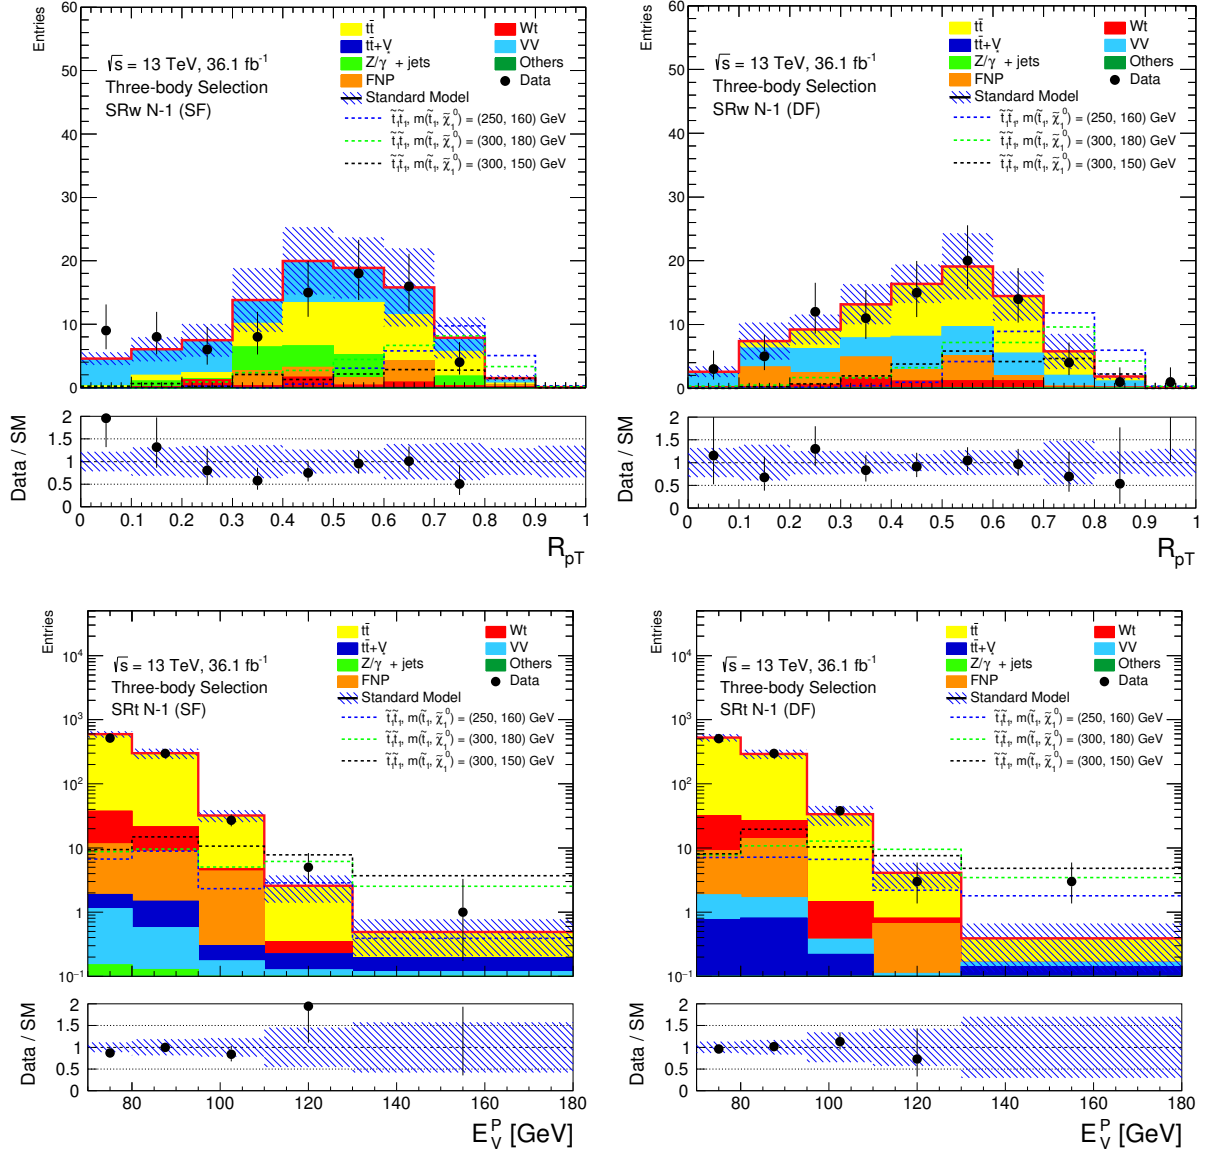 Entries
60
50
40
30
20
10
0
√s = 13 TeV, 36.1 fb⁻¹
Three-body Selection
SRw N-1 (SF)
tt̄
Wt
tt̄+V
VV
Z/γ* + jets
Others
FNP
Data
Standard Model
t̃₁t̃₁, m(t̃₁, χ̃₁⁰) = (250, 160) GeV
t̃₁t̃₁, m(t̃₁, χ̃₁⁰) = (300, 180) GeV
t̃₁t̃₁, m(t̃₁, χ̃₁⁰) = (300, 150) GeV
Data / SM
2
1.5
1
0.5
0
0 0.1 0.2 0.3 0.4 0.5 0.6 0.7 0.8 0.9 1
R_pT
Entries
60
50
40
30
20
10
0
√s = 13 TeV, 36.1 fb⁻¹
Three-body Selection
SRw N-1 (DF)
tt̄
Wt
tt̄+V
VV
Z/γ* + jets
Others
FNP
Data
Standard Model
t̃₁t̃₁, m(t̃₁, χ̃₁⁰) = (250, 160) GeV
t̃₁t̃₁, m(t̃₁, χ̃₁⁰) = (300, 180) GeV
t̃₁t̃₁, m(t̃₁, χ̃₁⁰) = (300, 150) GeV
Data / SM
2
1.5
1
0.5
0
0 0.1 0.2 0.3 0.4 0.5 0.6 0.7 0.8 0.9 1
R_pT
Entries
10⁴
10³
10²
10
1
10⁻¹
√s = 13 TeV, 36.1 fb⁻¹
Three-body Selection
SRt N-1 (SF)
tt̄
Wt
tt̄+V
VV
Z/γ* + jets
Others
FNP
Data
Standard Model
t̃₁t̃₁, m(t̃₁, χ̃₁⁰) = (250, 160) GeV
t̃₁t̃₁, m(t̃₁, χ̃₁⁰) = (300, 180) GeV
t̃₁t̃₁, m(t̃₁, χ̃₁⁰) = (300, 150) GeV
Data / SM
2
1.5
1
0.5
0
80 100 120 140 160 180
E_V^P [GeV]
Entries
10⁴
10³
10²
10
1
10⁻¹
√s = 13 TeV, 36.1 fb⁻¹
Three-body Selection
SRt N-1 (DF)
tt̄
Wt
tt̄+V
VV
Z/γ* + jets
Others
FNP
Data
Standard Model
t̃₁t̃₁, m(t̃₁, χ̃₁⁰) = (250, 160) GeV
t̃₁t̃₁, m(t̃₁, χ̃₁⁰) = (300, 180) GeV
t̃₁t̃₁, m(t̃₁, χ̃₁⁰) = (300, 150) GeV
Data / SM
2
1.5
1
0.5
0
80 100 120 140 160 180
E_V^P [GeV]